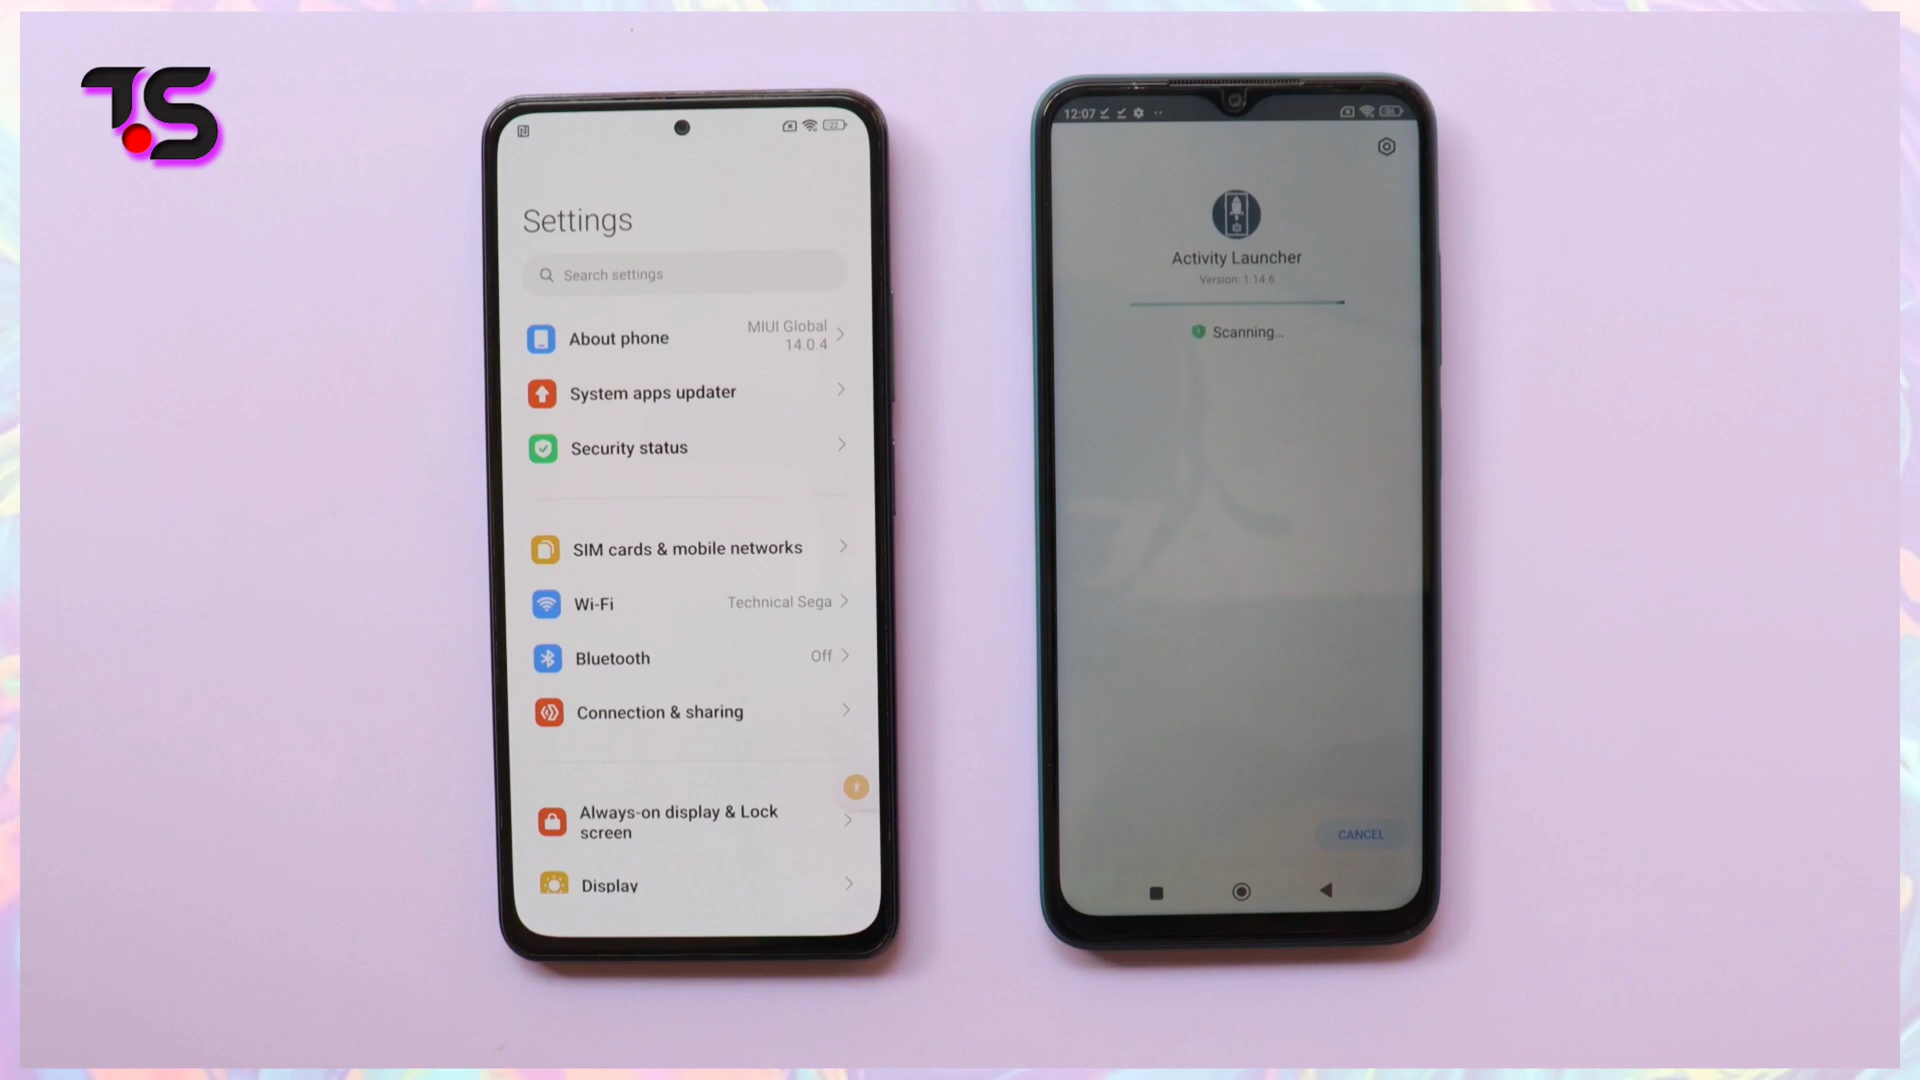 TS
Settings
Search settings
About phone
MIUI Global
14.0.4
System apps updater
Security status
SIM cards & mobile networks
Wi-Fi
Technical Sega
Bluetooth
Off
Connection & sharing
Always-on display & Lock
screen
Display
12:07
Activity Launcher
Version: 1.14.6
Scanning...
CANCEL